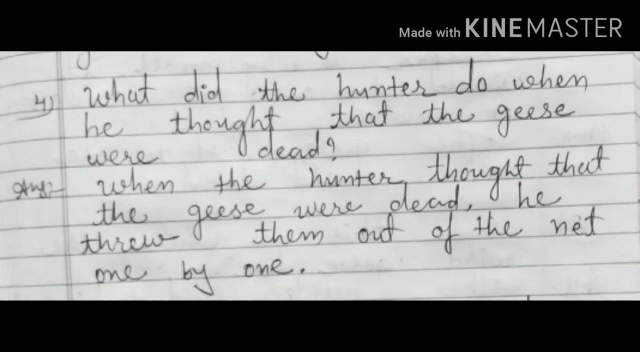 Made with KINEMASTER
4) What did the hunter do when
he thought that the geese
were dead?
Ans:- When the hunter thought that
the geese were dead, he
threw them out of the net
one by one.